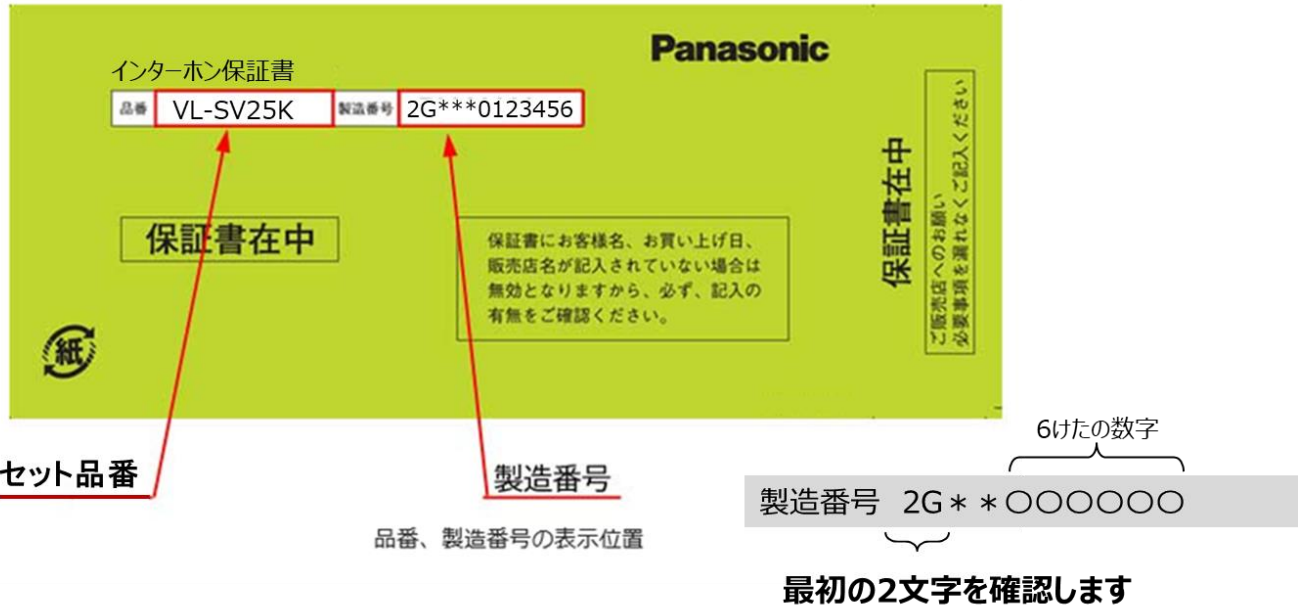 Panasonic
インターホン保証書
品番 VL-SV25K 製造番号 2G***0123456
保証書在中
保証書にお客様名、お買い上げ日、
販売店名が記入されていない場合は
無効となりますから、必ず、記入の
有無をご確認ください。
紙
保証書在中
ご販売店へのお願い
必要事項を漏れなくご記入ください
セット品番
製造番号
品番、製造番号の表示位置
6けたの数字
製造番号 2G**〇〇〇〇〇〇
最初の2文字を確認します